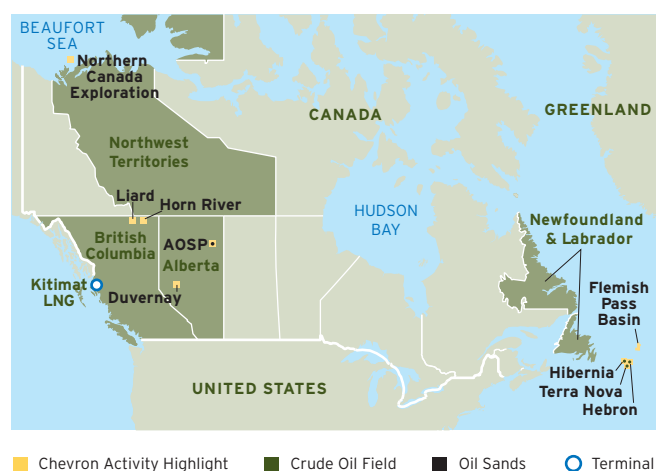 BEAUFORT
SEA
Northern
Canada
Exploration
CANADA
GREENLAND
Northwest
Territories
Liard
Horn River
HUDSON
BAY
Newfoundland
& Labrador
British
Columbia
AOSP
Alberta
Kitimat
LNG
Duvernay
Flemish
Pass
Basin
Hibernia
Terra Nova
Hebron
UNITED STATES
Chevron Activity Highlight
Crude Oil Field
Oil Sands
Terminal